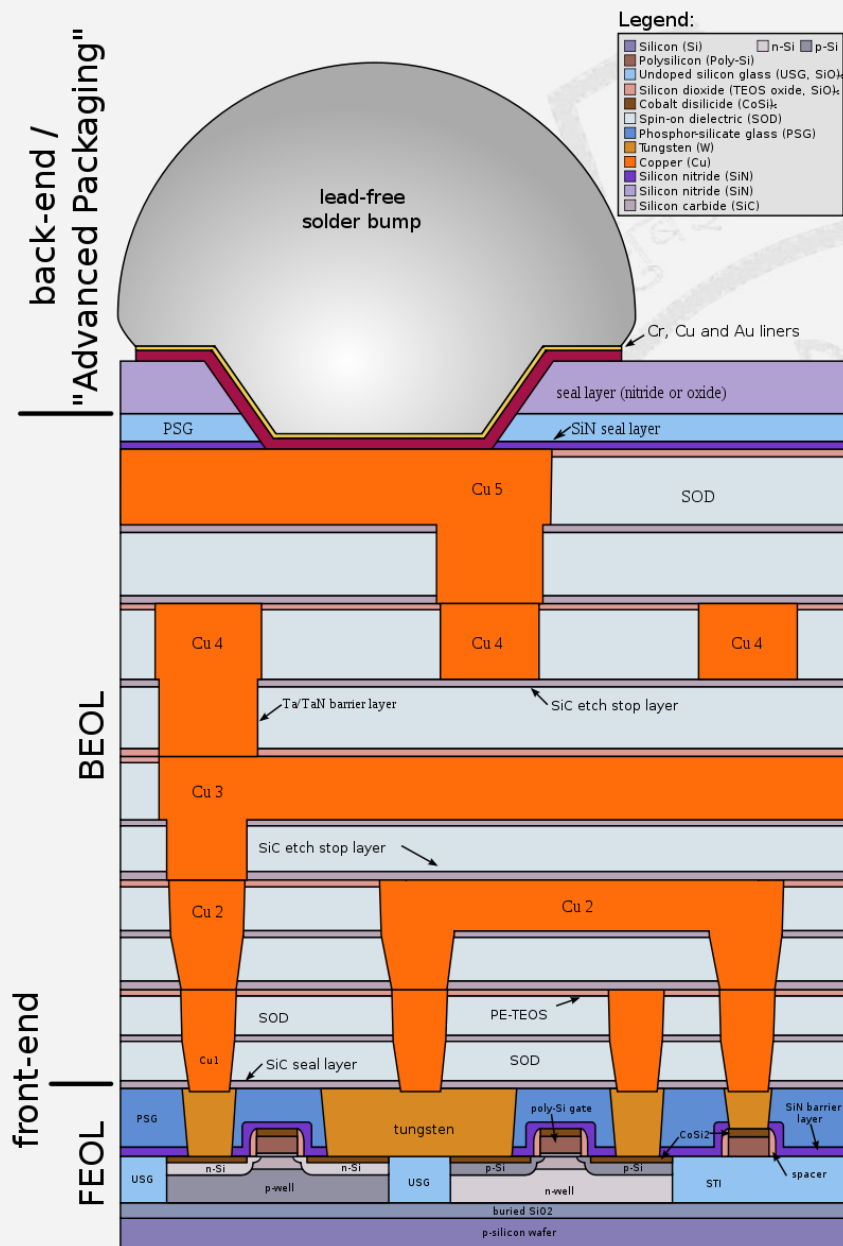 Legend:
Silicon (Si)
n-Si
p-Si
Polysilicon (Poly-Si)
Undoped silicon glass (USG, SiO)₂
Silicon dioxide (TEOS oxide, SiO)₂
Cobalt disilicide (CoSi)₂
Spin-on dielectric (SOD)
Phosphor-silicate glass (PSG)
Tungsten (W)
Copper (Cu)
Silicon nitride (SiN)
Silicon nitride (SiN)
Silicon carbide (SiC)
back-end /
"Advanced Packaging"
lead-free
solder bump
Cr, Cu and Au liners
seal layer (nitride or oxide)
PSG
SiN seal layer
Cu 5
SOD
BEOL
Cu 4
Cu 4
Cu 4
Ta/TaN barrier layer
SiC etch stop layer
Cu 3
SiC etch stop layer
Cu 2
Cu 2
SOD
PE-TEOS
Cu1
SiC seal layer
SOD
front-end
FEOL
PSG
tungsten
poly-Si gate
SiN barrier
layer
CoSi2
spacer
USG
n-Si
n-Si
p-well
USG
p-Si
p-Si
n-well
STI
buried SiO2
p-silicon wafer